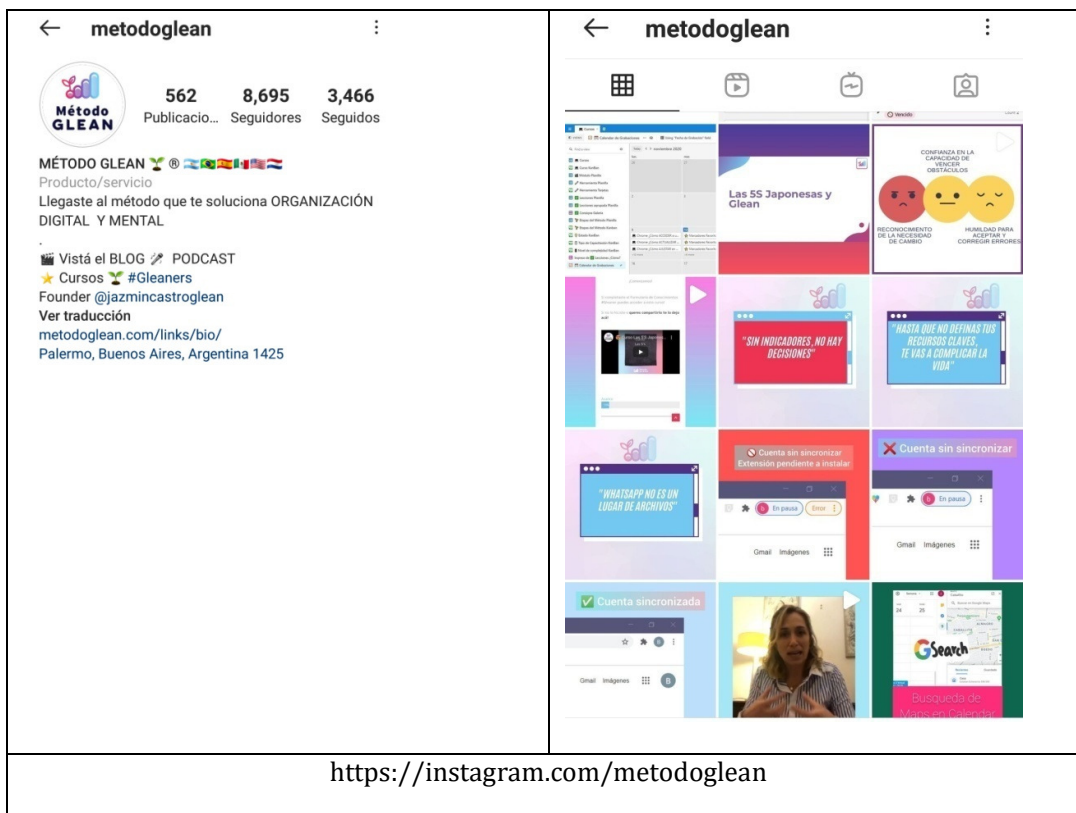 metodoglean
Método
GLEAN
562
8,695
3,466
Publicacio...
Seguidores
Seguidos
MÉTODO GLEAN ®
Producto/servicio
Llegaste al método que te soluciona ORGANIZACIÓN
DIGITAL Y MENTAL
.
Vistá el BLOG PODCAST
Cursos #Gleaners
Founder @jazmincastroglean
Ver traducción
metodoglean.com/links/bio/
Palermo, Buenos Aires, Argentina 1425
metodoglean
Vencido
Las 5S Japonesas y
Glean
CONFIANZA EN LA
CAPACIDAD DE
VENCER
OBSTÁCULOS
RECONOCIMIENTO
DE LA NECESIDAD
DE CAMBIO
HUMILDAD PARA
ACEPTAR Y
CORREGIR ERRORES
"SIN INDICADORES, NO HAY
DECISIONES"
"HASTA QUE NO DEFINAS TUS
RECURSOS CLAVES,
TE VAS A COMPLICAR LA
VIDA"
"WHATSAPP NO ES UN
LUGAR DE ARCHIVOS"
Cuenta sin sincronizar
Extensión pendiente a instalar
En pausa
Error
Gmail Imágenes
Cuenta sin sincronizar
En pausa
Gmail Imágenes
Cuenta sincronizada
B
Gmail Imágenes
B
24 25
GSearch
Busqueda de
Maps en Calendar
https://instagram.com/metodoglean